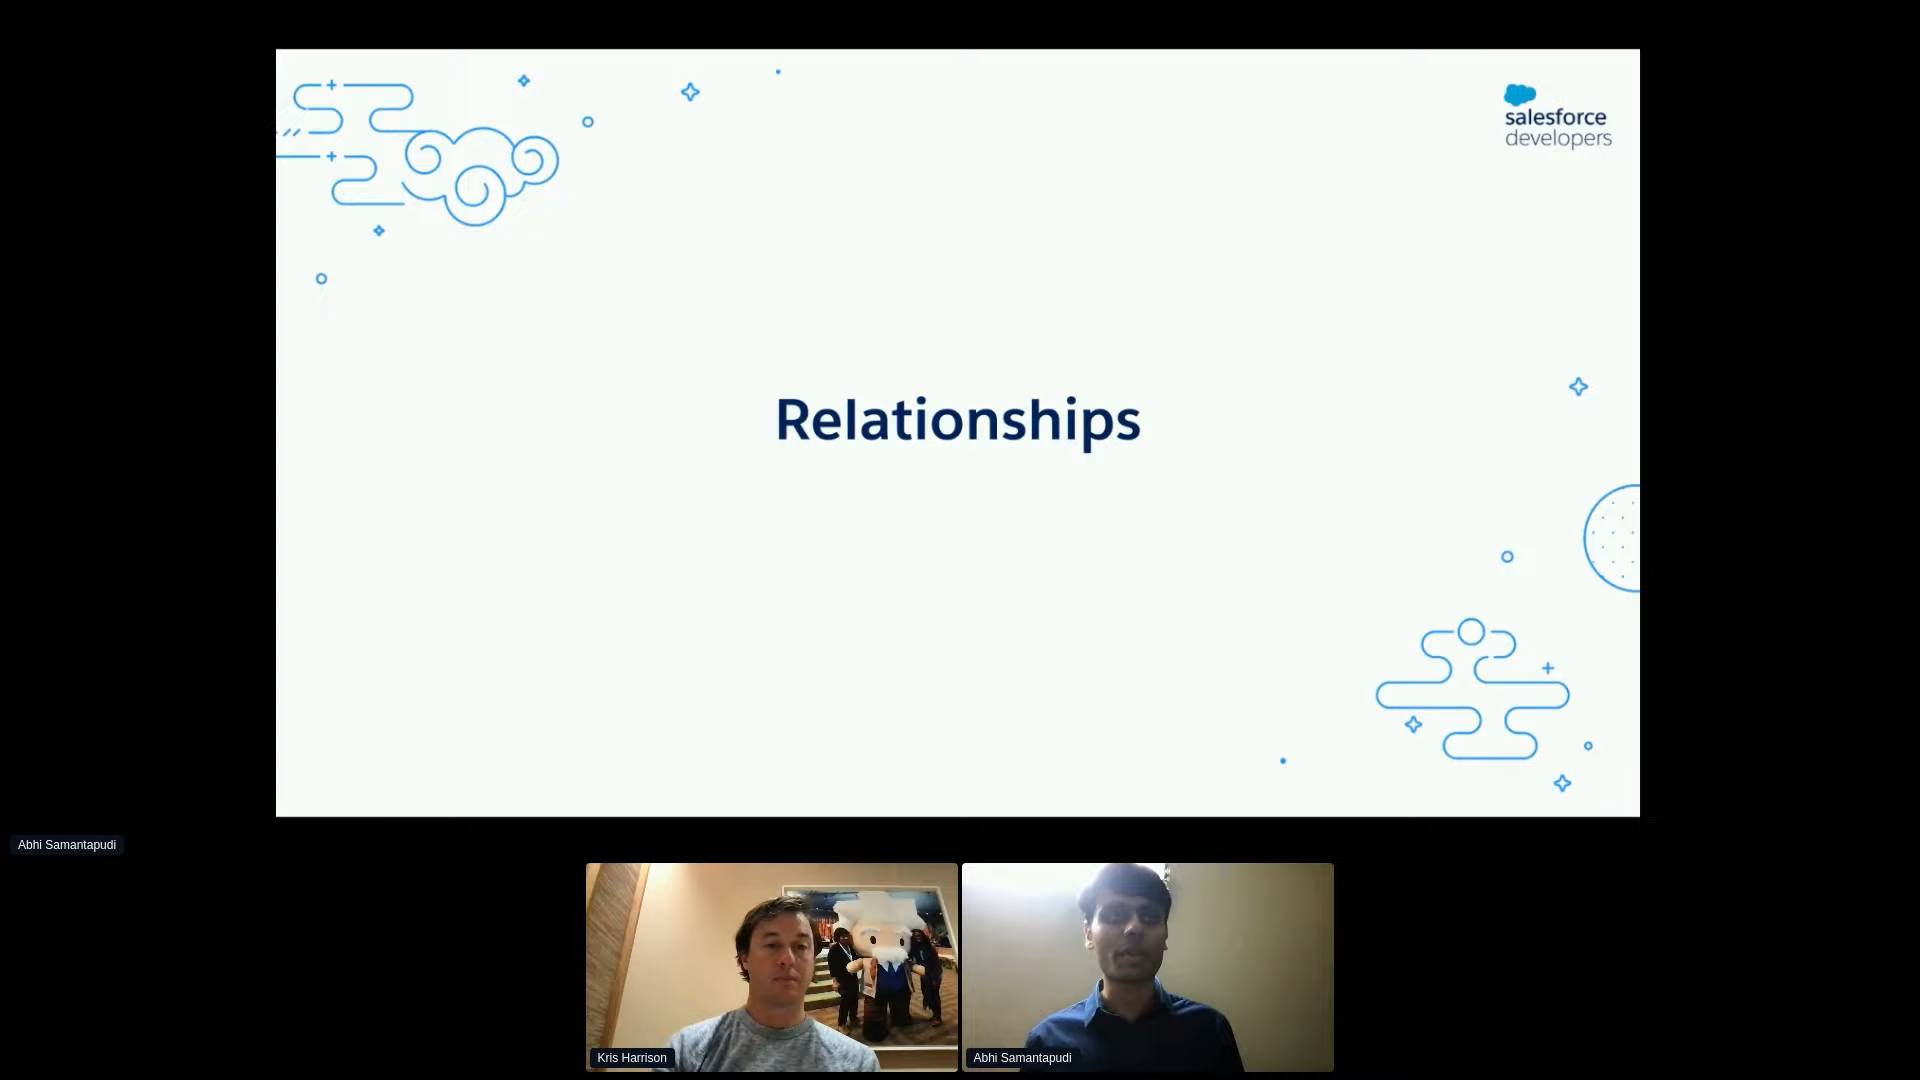 salesforce
developers
Relationships
Abhi Samantapudi
Kris Harrison
Abhi Samantapudi